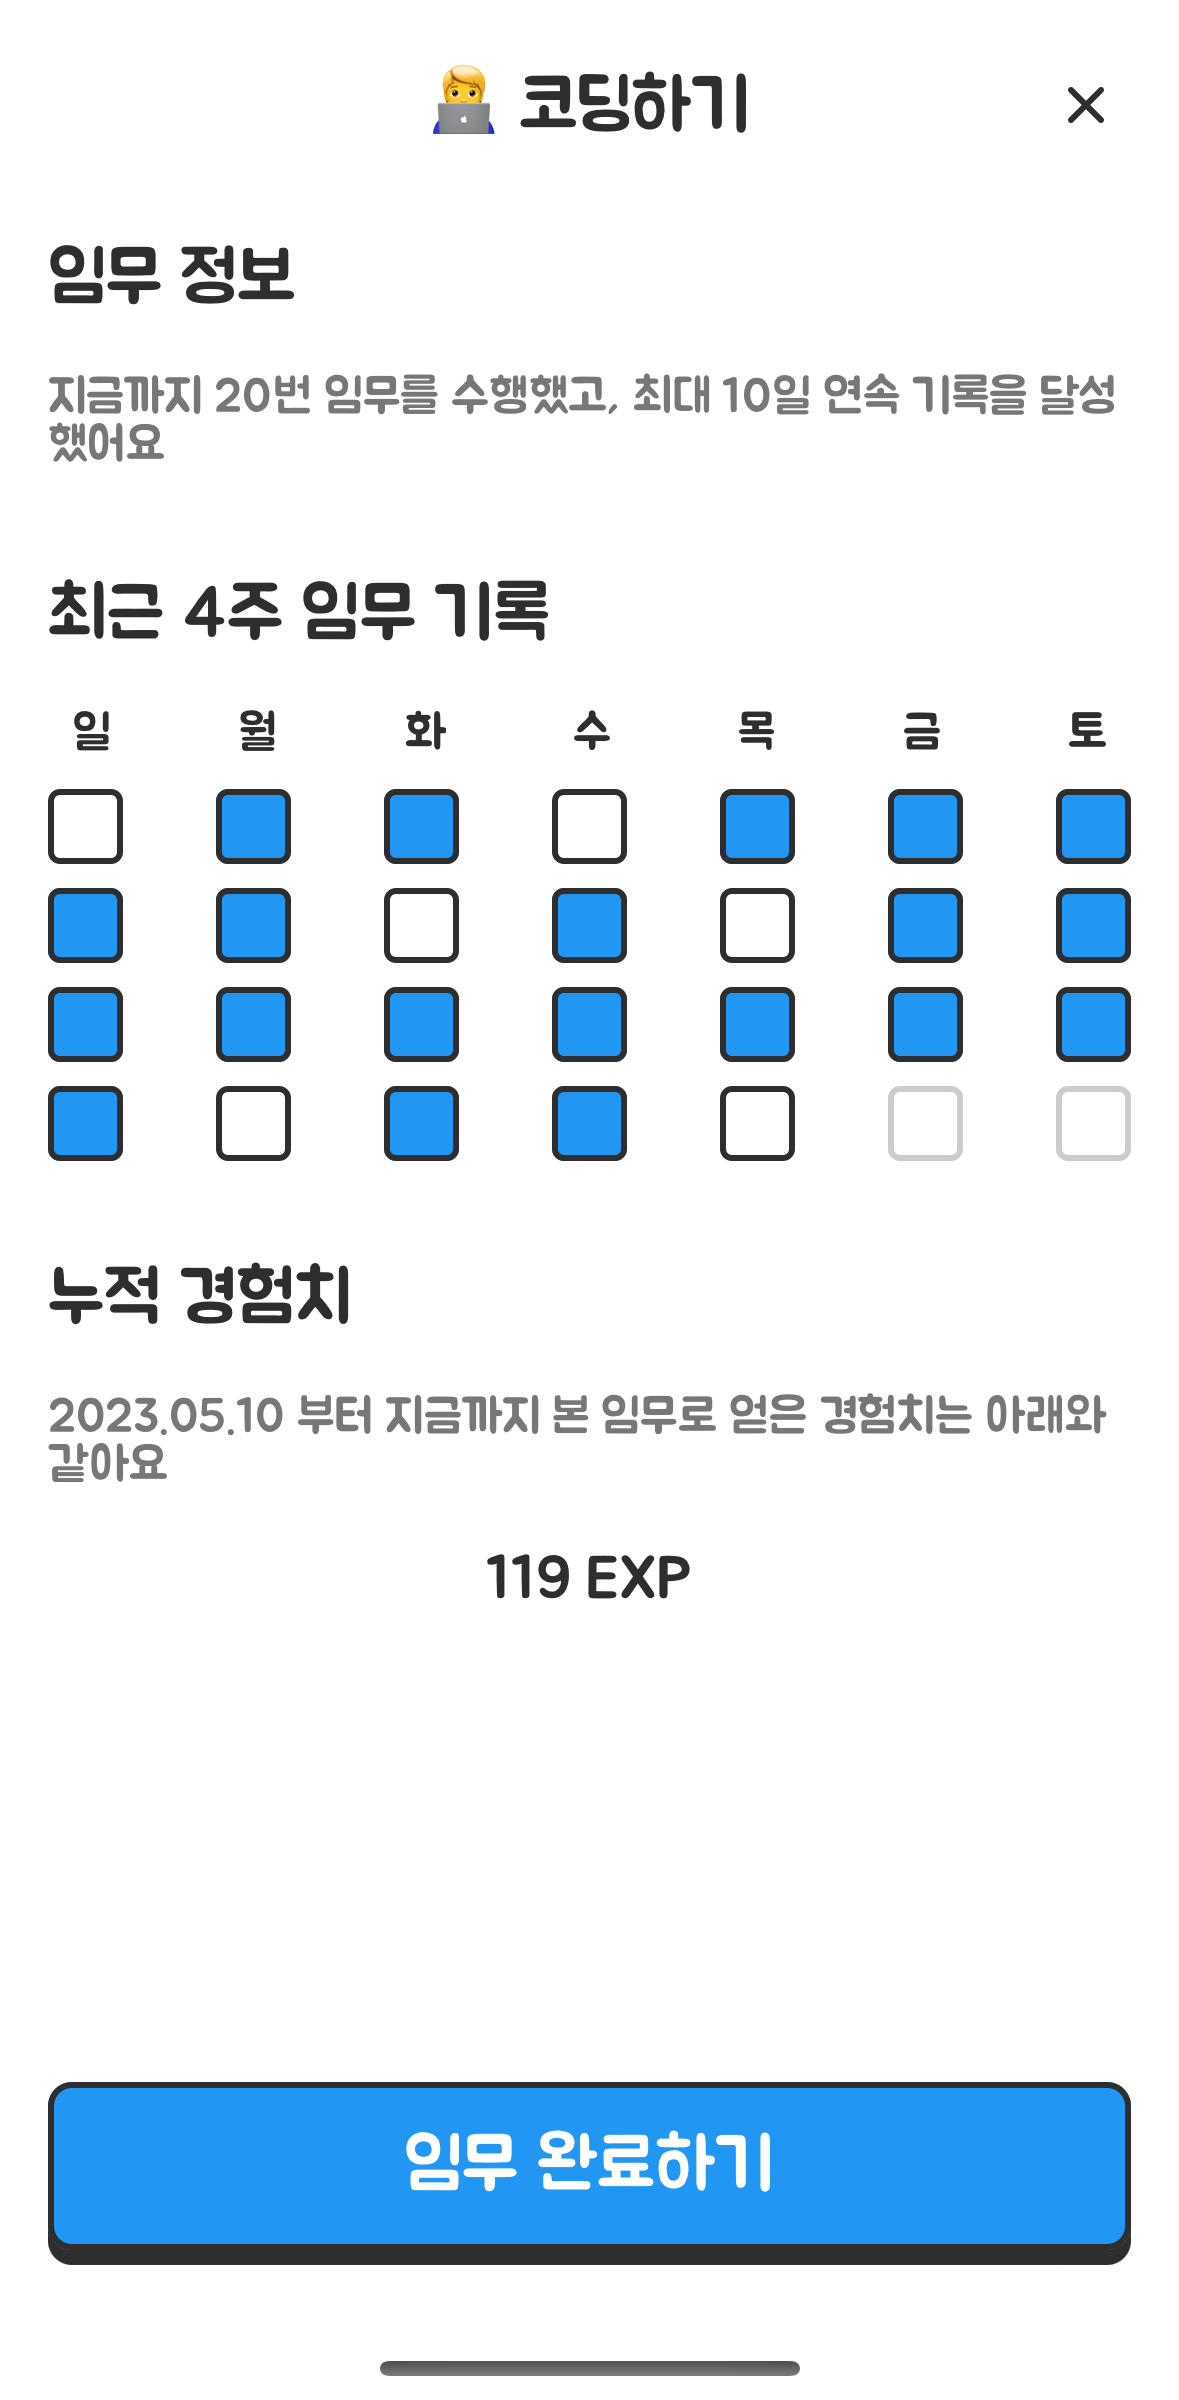 코딩하기
임무 정보
지금까지 20번 임무를 수행했고, 최대 10일 연속 기록을 달성
했어요
최근 4주 임무 기록
일 월 화 수 목 금 토
누적 경험치
2023.05.10 부터 지금까지 본 임무로 얻은 경험치는 아래와
같아요
119 EXP
임무 완료하기